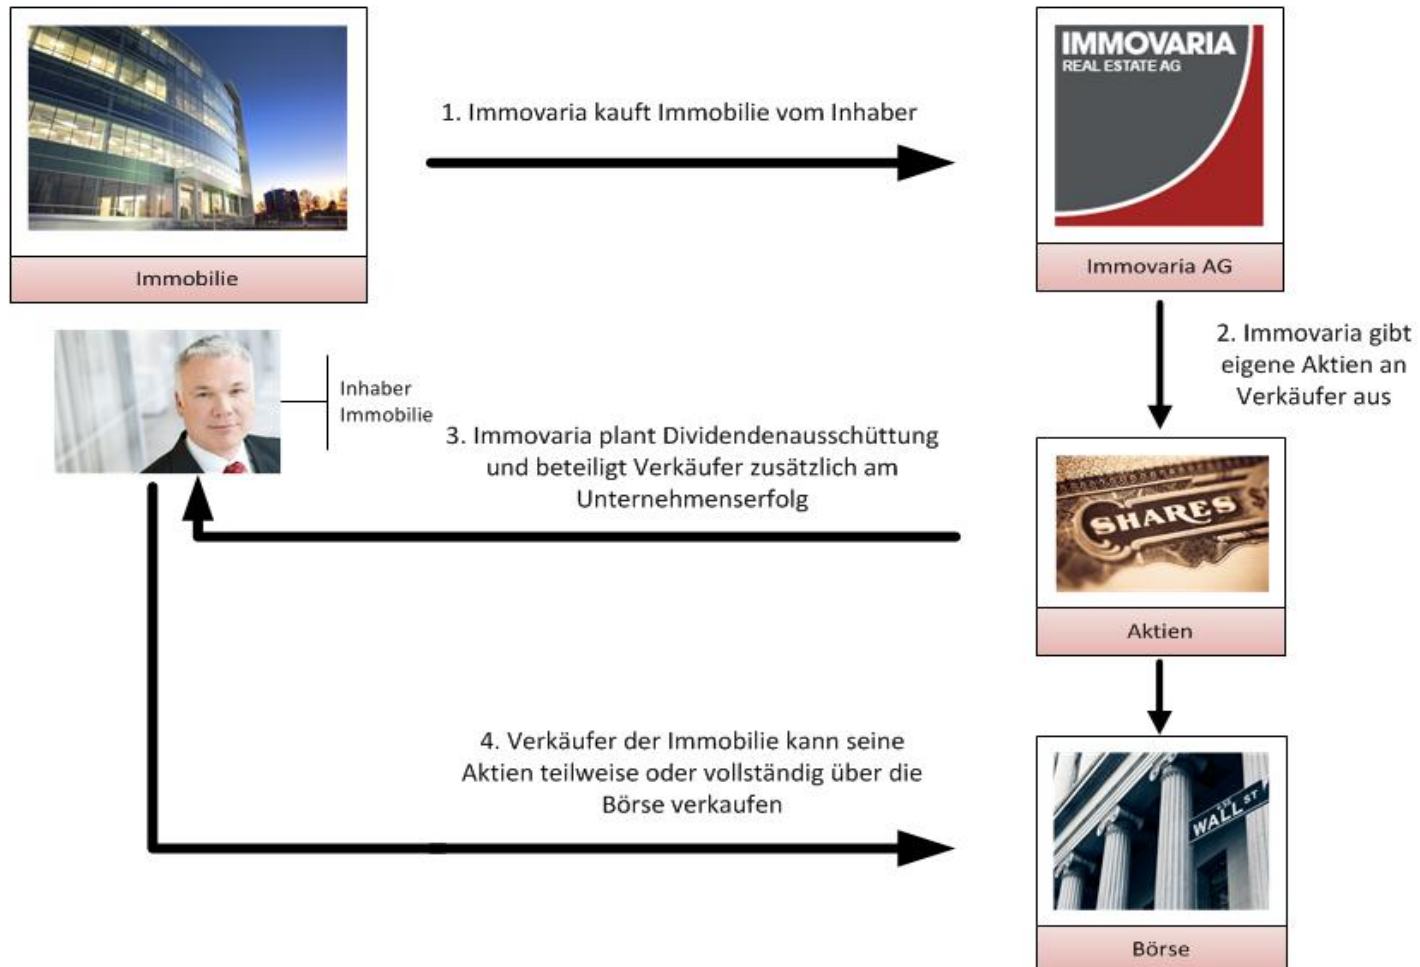 IMMOVARIA
REAL ESTATE AG
1. Immovaria kauft Immobilie vom Inhaber
Immobilie
Immovaria AG
2. Immovaria gibt
eigene Aktien an
Verkäufer aus
Inhaber
Immobilie
3. Immovaria plant Dividendenausschüttung
und beteiligt Verkäufer zusätzlich am
Unternehmenserfolg
SHARES
Aktien
4. Verkäufer der Immobilie kann seine
Aktien teilweise oder vollständig über die
Börse verkaufen
WALL ST
Börse